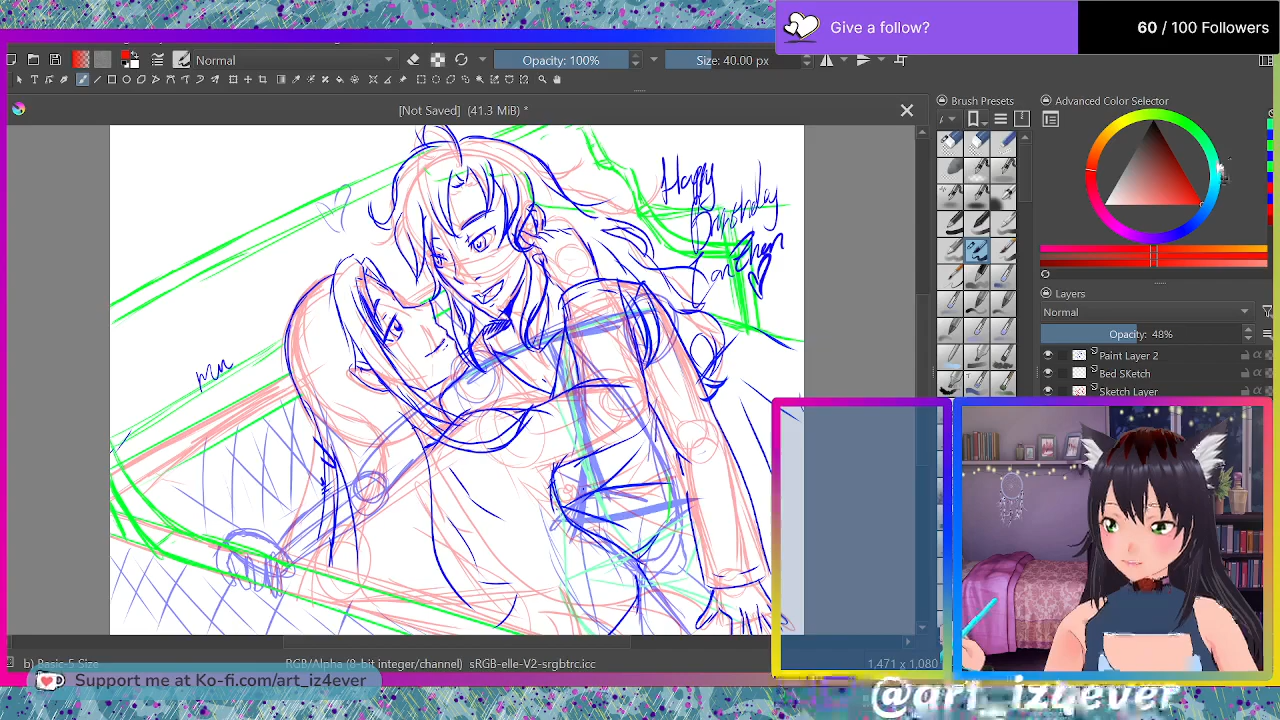 Give a follow?
60 / 100 Followers
Normal
Opacity: 100%
Size: 40.00 px
[Not Saved] (41.3 MiB) *
Brush Presets
Advanced Color Selector
Happy
Birthday
Layers
Normal
Opacity: 48%
Paint Layer 2
Bed SKetch
Sketch Layer
b) Basic-5 Size
RGB/Alpha (8-bit integer/channel) sRGB-elle-V2-srgbtrc.icc
1,471 x 1,080
Support me at Ko-fi.com/art_iz4ever
@art_iz4ever